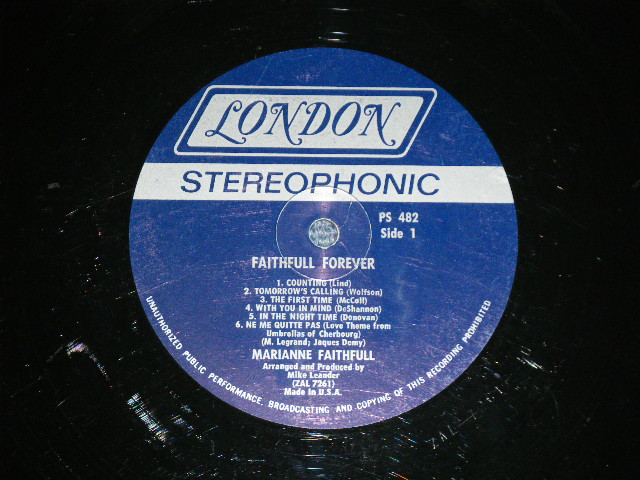 LONDON
STEREOPHONIC
PS 482
Side 1
FAITHFULL FOREVER
1. COUNTING (Lind)
2. TOMORROW'S CALLING (Wolfson)
3. THE FIRST TIME (McCall)
4. WITH YOU IN MIND (DeShannon)
5. IN THE NIGHT TIME (Donovan)
6. NE ME QUITTE PAS (Love Theme from
Umbrellas of Cherbourg)
(M. Legrand; Jaques Demy)
MARIANNE FAITHFULL
Arranged and Produced by
Mike Leander
(ZAL 7261)
Made in U.S.A.
UNAUTHORIZED PUBLIC PERFORMANCE, BROADCASTING AND COPYING OF THIS RECORDING PROHIBITED